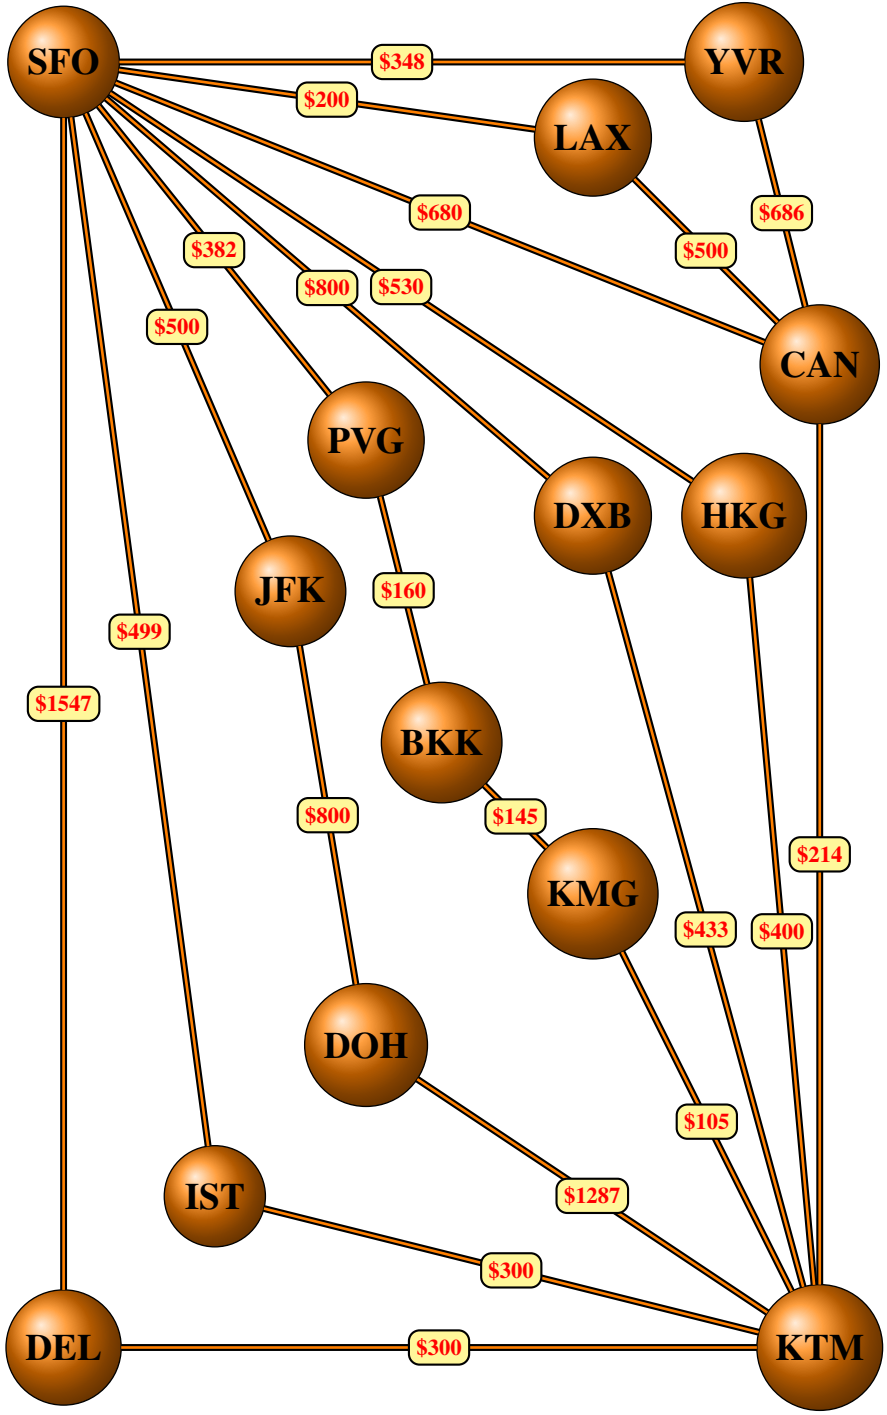 SFO
$348
YVR
$200
LAX
$680
$686
$382
$500
$800
$530
$500
CAN
PVG
DXB
HKG
JFK
$160
$499
$1547
BKK
$145
$800
$214
KMG
$433
$400
DOH
$105
IST
$1287
$300
DEL
$300
KTM